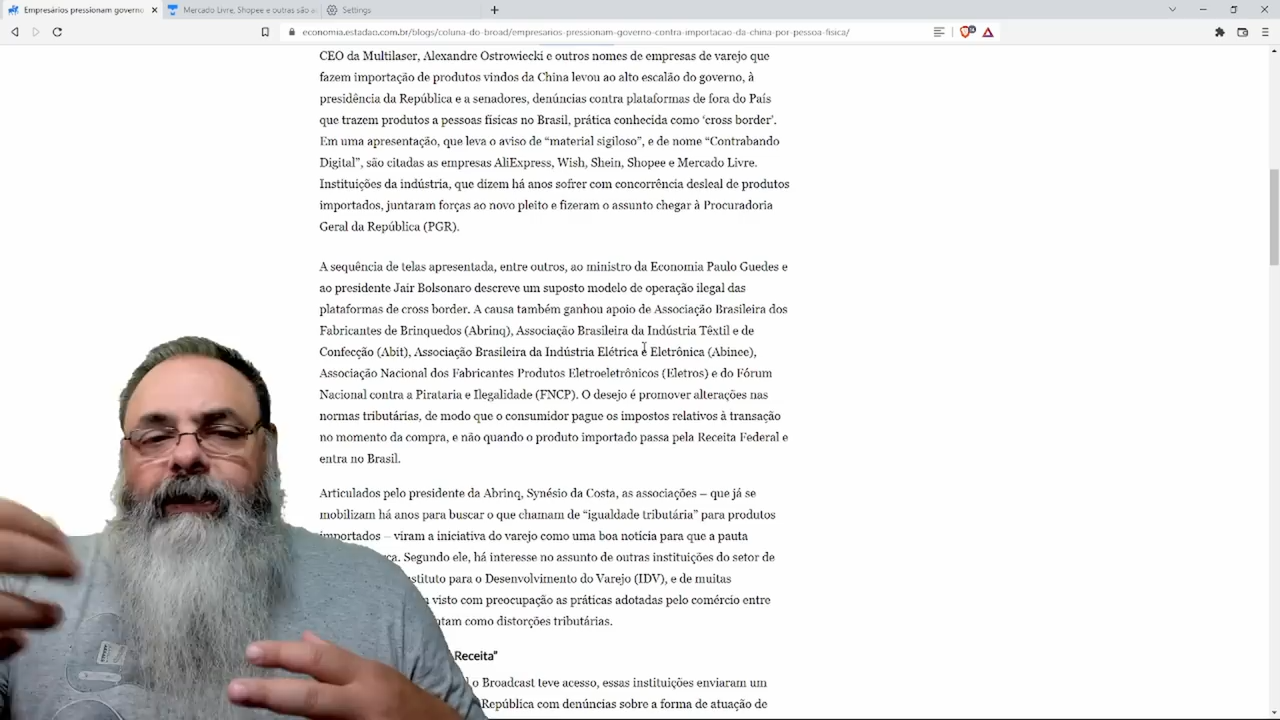 Empresários pressionam governo
Mercado Livre, Shopee e outras são a
Settings
economia.estadao.com.br/blogs/coluna-do-broad/empresarios-pressionam-governo-contra-importacao-da-china-por-pessoa-fisica/
CEO da Multilaser, Alexandre Ostrowiecki e outros nomes de empresas de varejo que
fazem importação de produtos vindos da China levou ao alto escalão do governo, à
presidência da República e a senadores, denúncias contra plataformas de fora do País
que trazem produtos a pessoas físicas no Brasil, prática conhecida como ‘cross border’.
Em uma apresentação, que leva o aviso de “material sigiloso”, e de nome “Contrabando
Digital”, são citadas as empresas AliExpress, Wish, Shein, Shopee e Mercado Livre.
Instituições da indústria, que dizem há anos sofrer com concorrência desleal de produtos
importados, juntaram forças ao novo pleito e fizeram o assunto chegar à Procuradoria
Geral da República (PGR).
A sequência de telas apresentada, entre outros, ao ministro da Economia Paulo Guedes e
ao presidente Jair Bolsonaro descreve um suposto modelo de operação ilegal das
plataformas de cross border. A causa também ganhou apoio de Associação Brasileira dos
Fabricantes de Brinquedos (Abrinq), Associação Brasileira da Indústria Têxtil e de
Confecção (Abit), Associação Brasileira da Indústria Elétrica e Eletrônica (Abinee),
Associação Nacional dos Fabricantes Produtos Eletroeletrônicos (Eletros) e do Fórum
Nacional contra a Pirataria e Ilegalidade (FNCP). O desejo é promover alterações nas
normas tributárias, de modo que o consumidor pague os impostos relativos à transação
no momento da compra, e não quando o produto importado passa pela Receita Federal e
entra no Brasil.
Articulados pelo presidente da Abrinq, Synésio da Costa, as associações – que já se
mobilizam há anos para buscar o que chamam de “igualdade tributária” para produtos
importados – viram a iniciativa do varejo como uma boa notícia para que a pauta
Segundo ele, há interesse no assunto de outras instituições do setor de
stituto para o Desenvolvimento do Varejo (IDV), e de muitas
visto com preocupação as práticas adotadas pelo comércio entre
ntam como distorções tributárias.
Receita”
o Broadcast teve acesso, essas instituições enviaram um
República com denúncias sobre a forma de atuação de